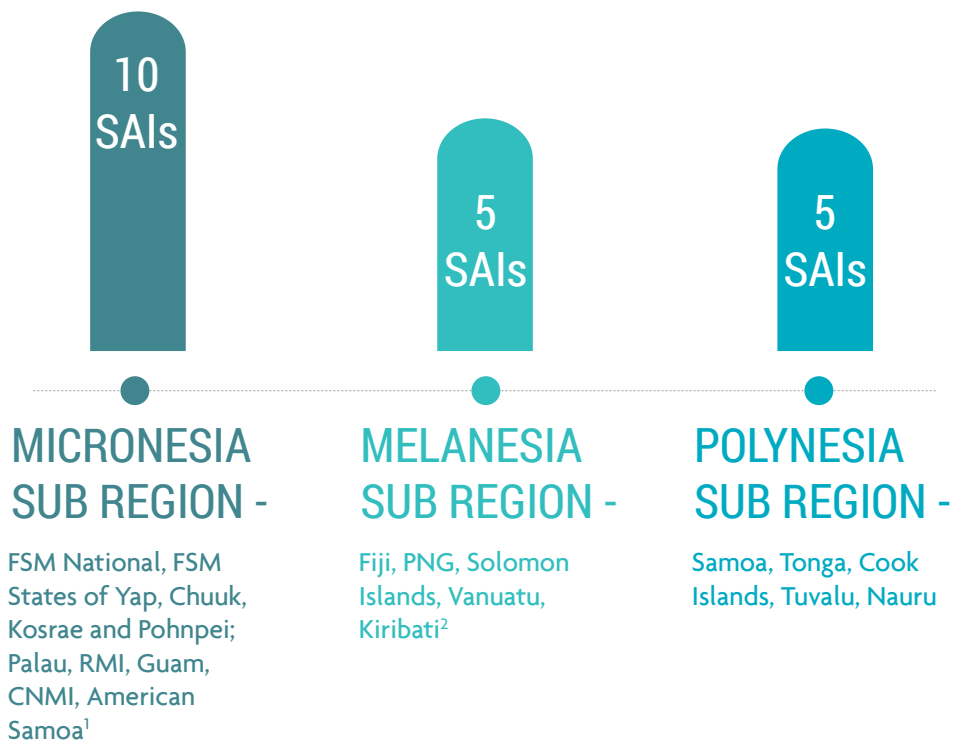 10
SAIs
MICRONESIA
SUB REGION -
FSM National, FSM
States of Yap, Chuuk,
Kosrae and Pohnpei;
Palau, RMI, Guam,
CNMI, American
Samoa¹
5
SAIs
MELANESIA
SUB REGION -
Fiji, PNG, Solomon
Islands, Vanuatu,
Kiribati²
5
SAIs
POLYNESIA
SUB REGION -
Samoa, Tonga, Cook
Islands, Tuvalu, Nauru